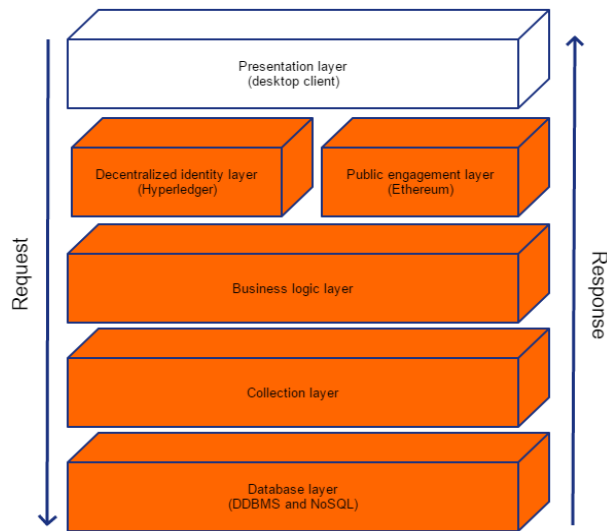 Presentation layer
(desktop client)
Decentralized identity layer
(Hyperledger)
Public engagement layer
(Ethereum)
Request
Response
Business logic layer
Collection layer
Database layer
(DDBMS and NoSQL)